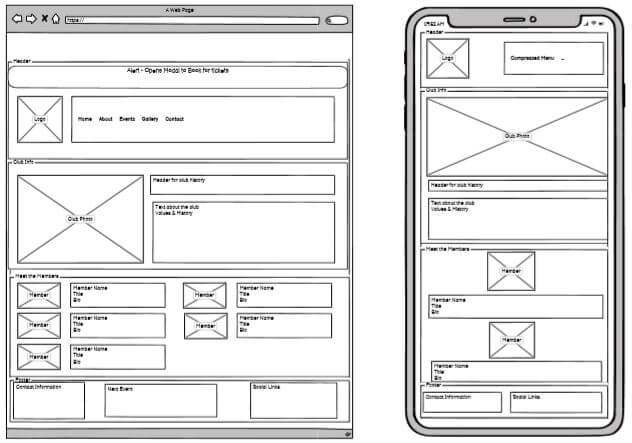 A Web Page
https://
Header
Alert - Opens Modal to Book for tickets
Logo
Home About Events Gallery Contact
Club Info
Club Photo
Header for club history
Text about the club
Values & History
Meet the Members
Member
Member Name
Title
Bio
Member
Member Name
Title
Bio
Member
Member Name
Title
Bio
Member
Member Name
Title
Bio
Member
Member Name
Title
Bio
Footer
Contact Information
Next Event
Social Links
Header
Logo
Compressed Menu
Club Info
Club Photo
Header for club history
Text about the club
Values & History
Meet the Members
Member
Member Name
Title
Bio
Member
Member Name
Title
Bio
Footer
Contact Information
Social Links